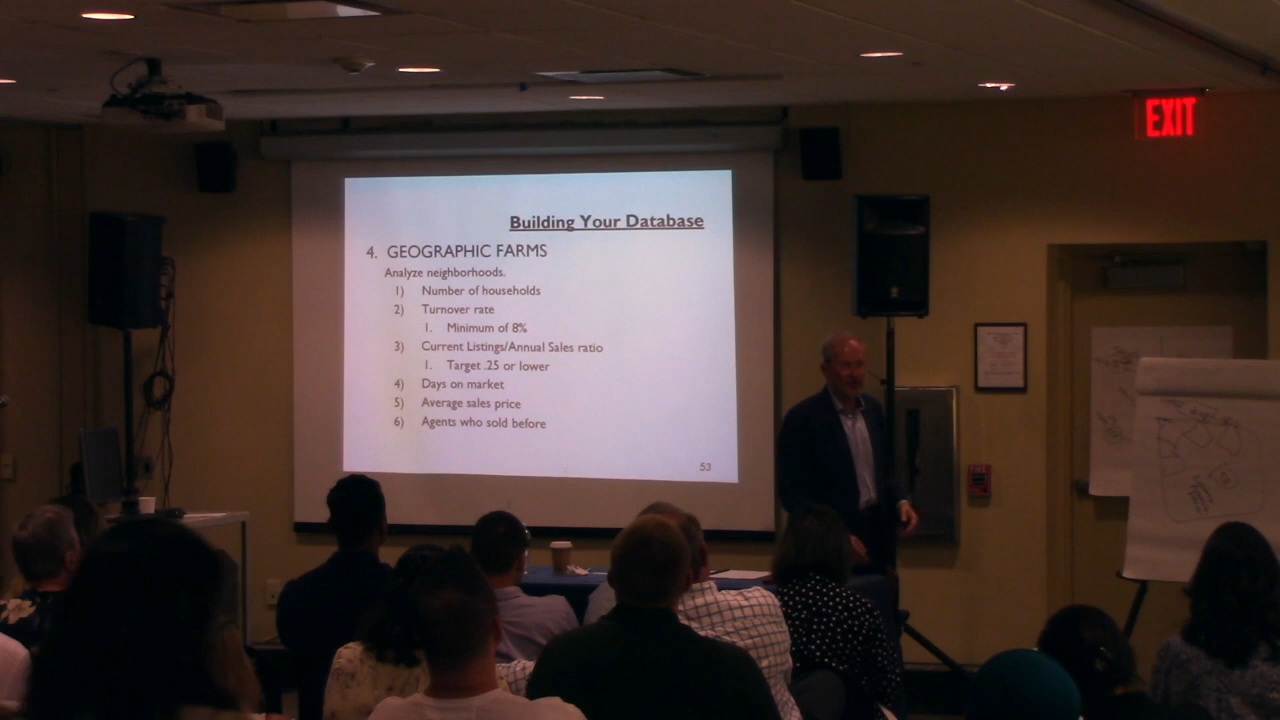 EXIT
Building Your Database
4. GEOGRAPHIC FARMS
Analyze neighborhoods.
1) Number of households
2) Turnover rate
1. Minimum of 8%
3) Current Listings/Annual Sales ratio
1. Target .25 or lower
4) Days on market
5) Average sales price
6) Agents who sold before
53